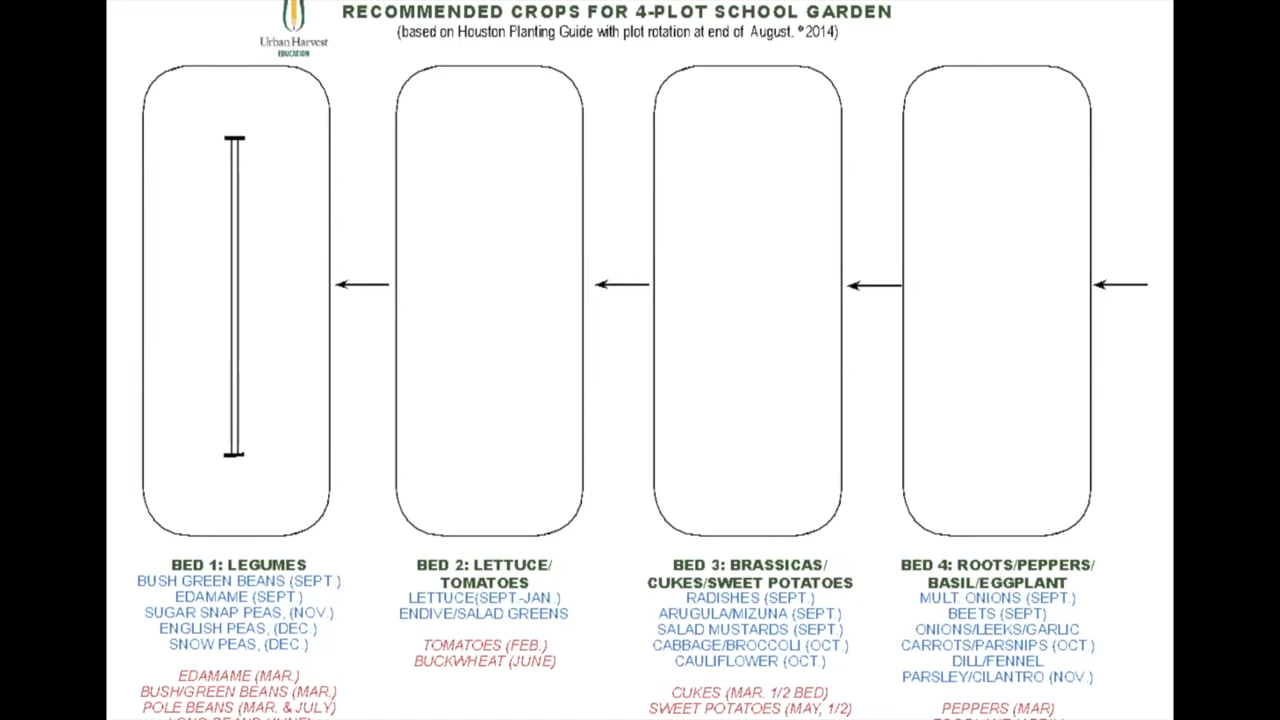 RECOMMENDED CROPS FOR 4-PLOT SCHOOL GARDEN
(based on Houston Planting Guide with plot rotation at end of August. ©2014)
Urban Harvest
EDUCATION
BED 1: LEGUMES
BUSH GREEN BEANS (SEPT.)
EDAMAME (SEPT.)
SUGAR SNAP PEAS, (NOV.)
ENGLISH PEAS, (DEC.)
SNOW PEAS, (DEC.)
EDAMAME (MAR.)
BUSH/GREEN BEANS (MAR.)
POLE BEANS (MAR. & JULY)
BED 2: LETTUCE/
TOMATOES
LETTUCE(SEPT.-JAN.)
ENDIVE/SALAD GREENS
TOMATOES (FEB.)
BUCKWHEAT (JUNE)
BED 3: BRASSICAS/
CUKES/SWEET POTATOES
RADISHES (SEPT.)
ARUGULA/MIZUNA (SEPT.)
SALAD MUSTARDS (SEPT.)
CABBAGE/BROCCOLI (OCT.)
CAULIFLOWER (OCT.)
CUKES (MAR. 1/2 BED)
SWEET POTATOES (MAY, 1/2)
BED 4: ROOTS/PEPPERS/
BASIL/EGGPLANT
MULT. ONIONS (SEPT.)
BEETS (SEPT)
ONIONS/LEEKS/GARLIC
CARROTS/PARSNIPS (OCT.)
DILL/FENNEL
PARSLEY/CILANTRO (NOV.)
PEPPERS (MAR)